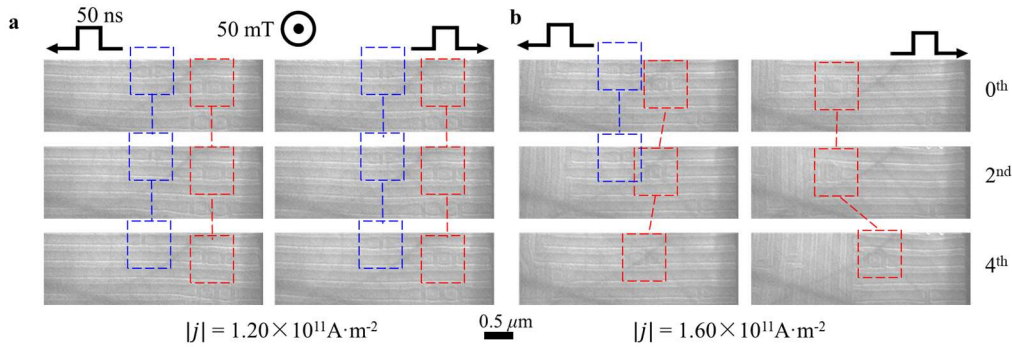 a
50 ns
50 mT
b
0th
2nd
4th
|j| = 1.20×10¹¹A·m⁻²
0.5 μm
|j| = 1.60×10¹¹A·m⁻²